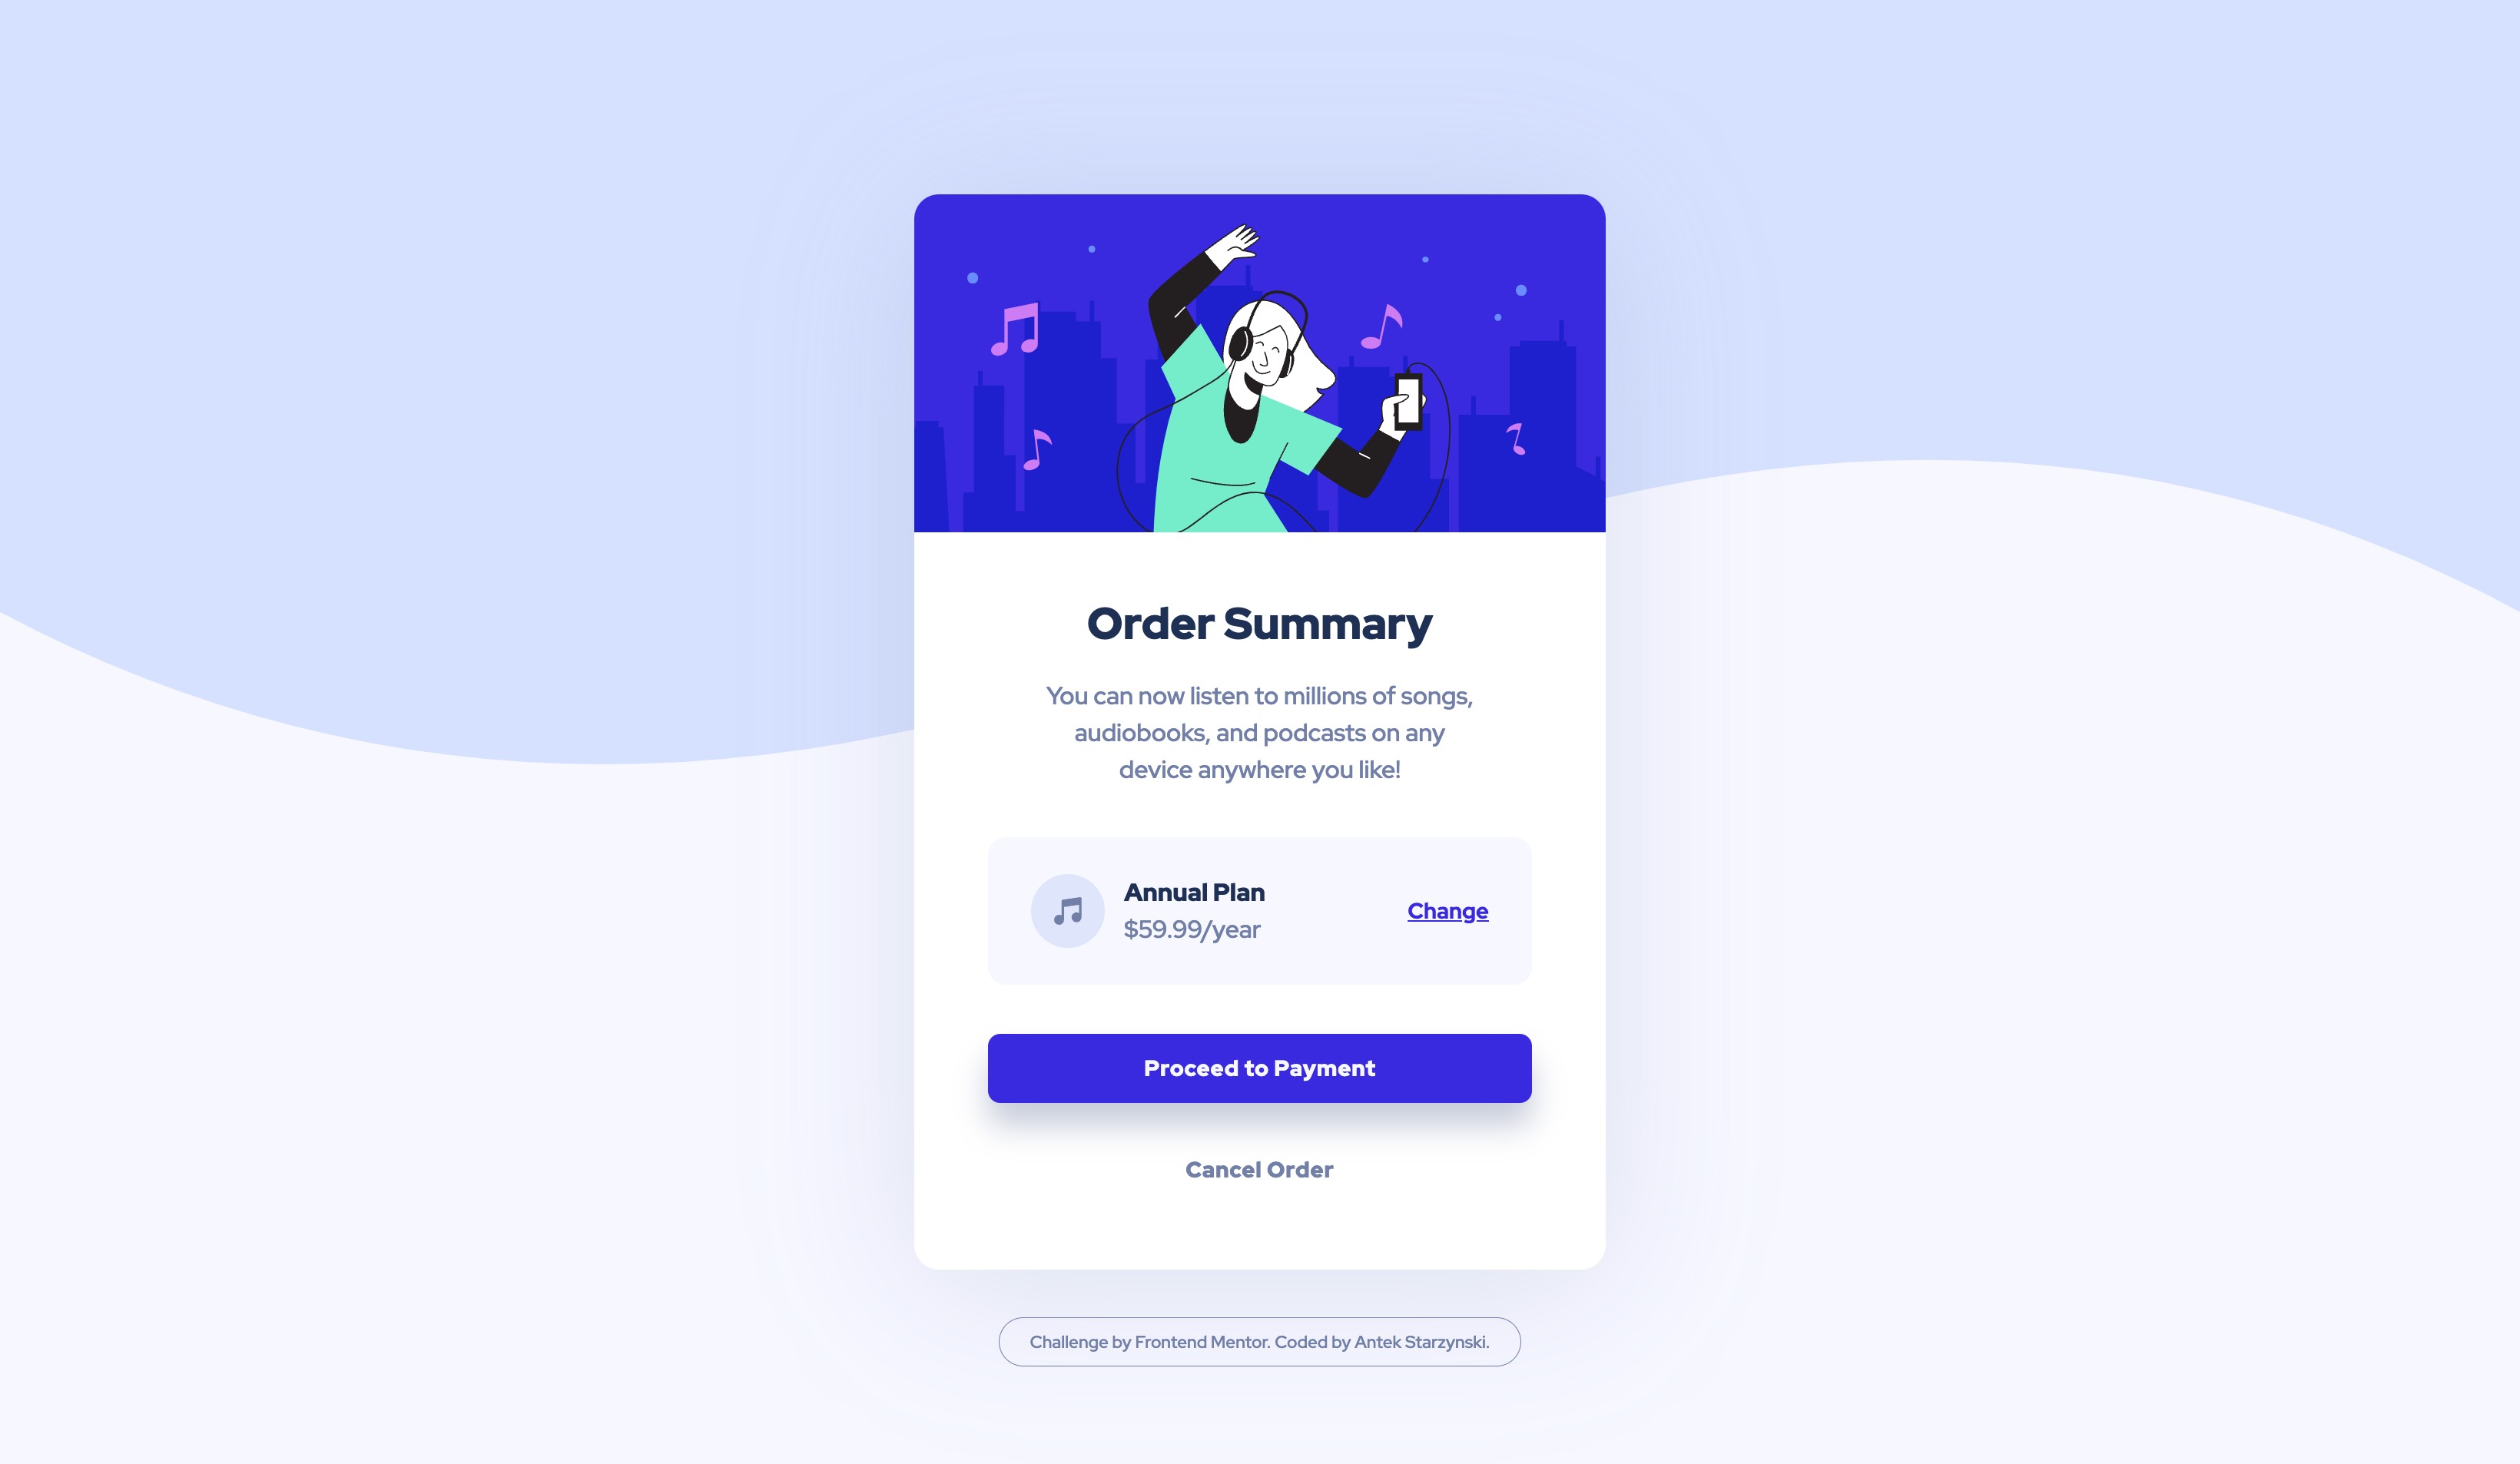 Order Summary
You can now listen to millions of songs,
audiobooks, and podcasts on any
device anywhere you like!
Annual Plan
$59.99/year
Change
Proceed to Payment
Cancel Order
Challenge by Frontend Mentor. Coded by Antek Starzynski.